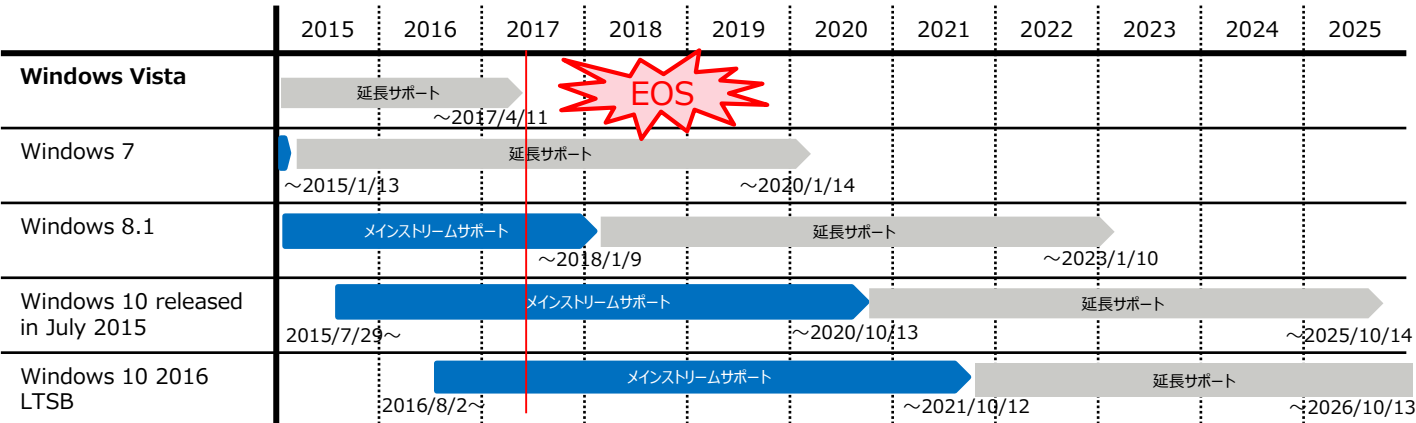 2015 2016 2017 2018 2019 2020 2021 2022 2023 2024 2025
Windows Vista
延長サポート
～2017/4/11
EOS
Windows 7
延長サポート
～2015/1/13
～2020/1/14
Windows 8.1
メインストリームサポート
延長サポート
～2018/1/9
～2023/1/10
Windows 10 released
in July 2015
メインストリームサポート
延長サポート
2015/7/29～
～2020/10/13
～2025/10/14
Windows 10 2016
LTSB
メインストリームサポート
延長サポート
2016/8/2～
～2021/10/12
～2026/10/13